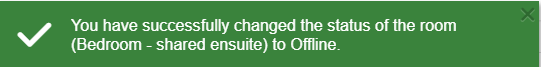 You have successfully changed the status of the room
(Bedroom - shared ensuite) to Offline.